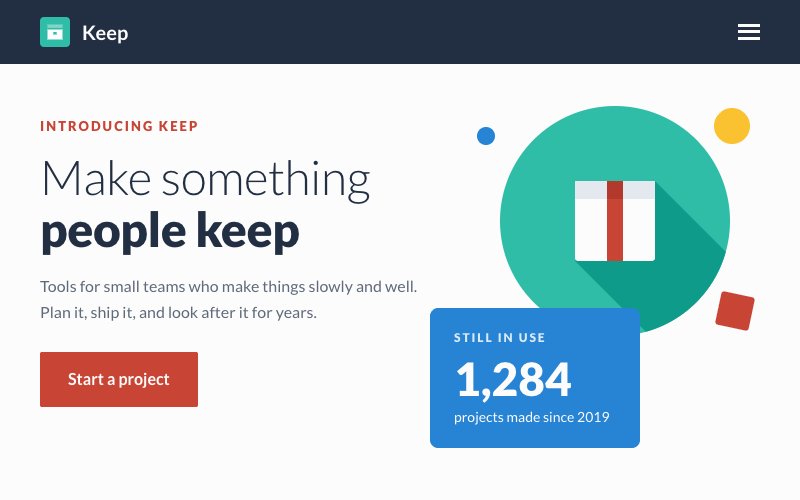 Keep
INTRODUCING KEEP
Make something
people keep
Tools for small teams who make things slowly and well.
Plan it, ship it, and look after it for years.
Start a project
STILL IN USE
1,284
projects made since 2019